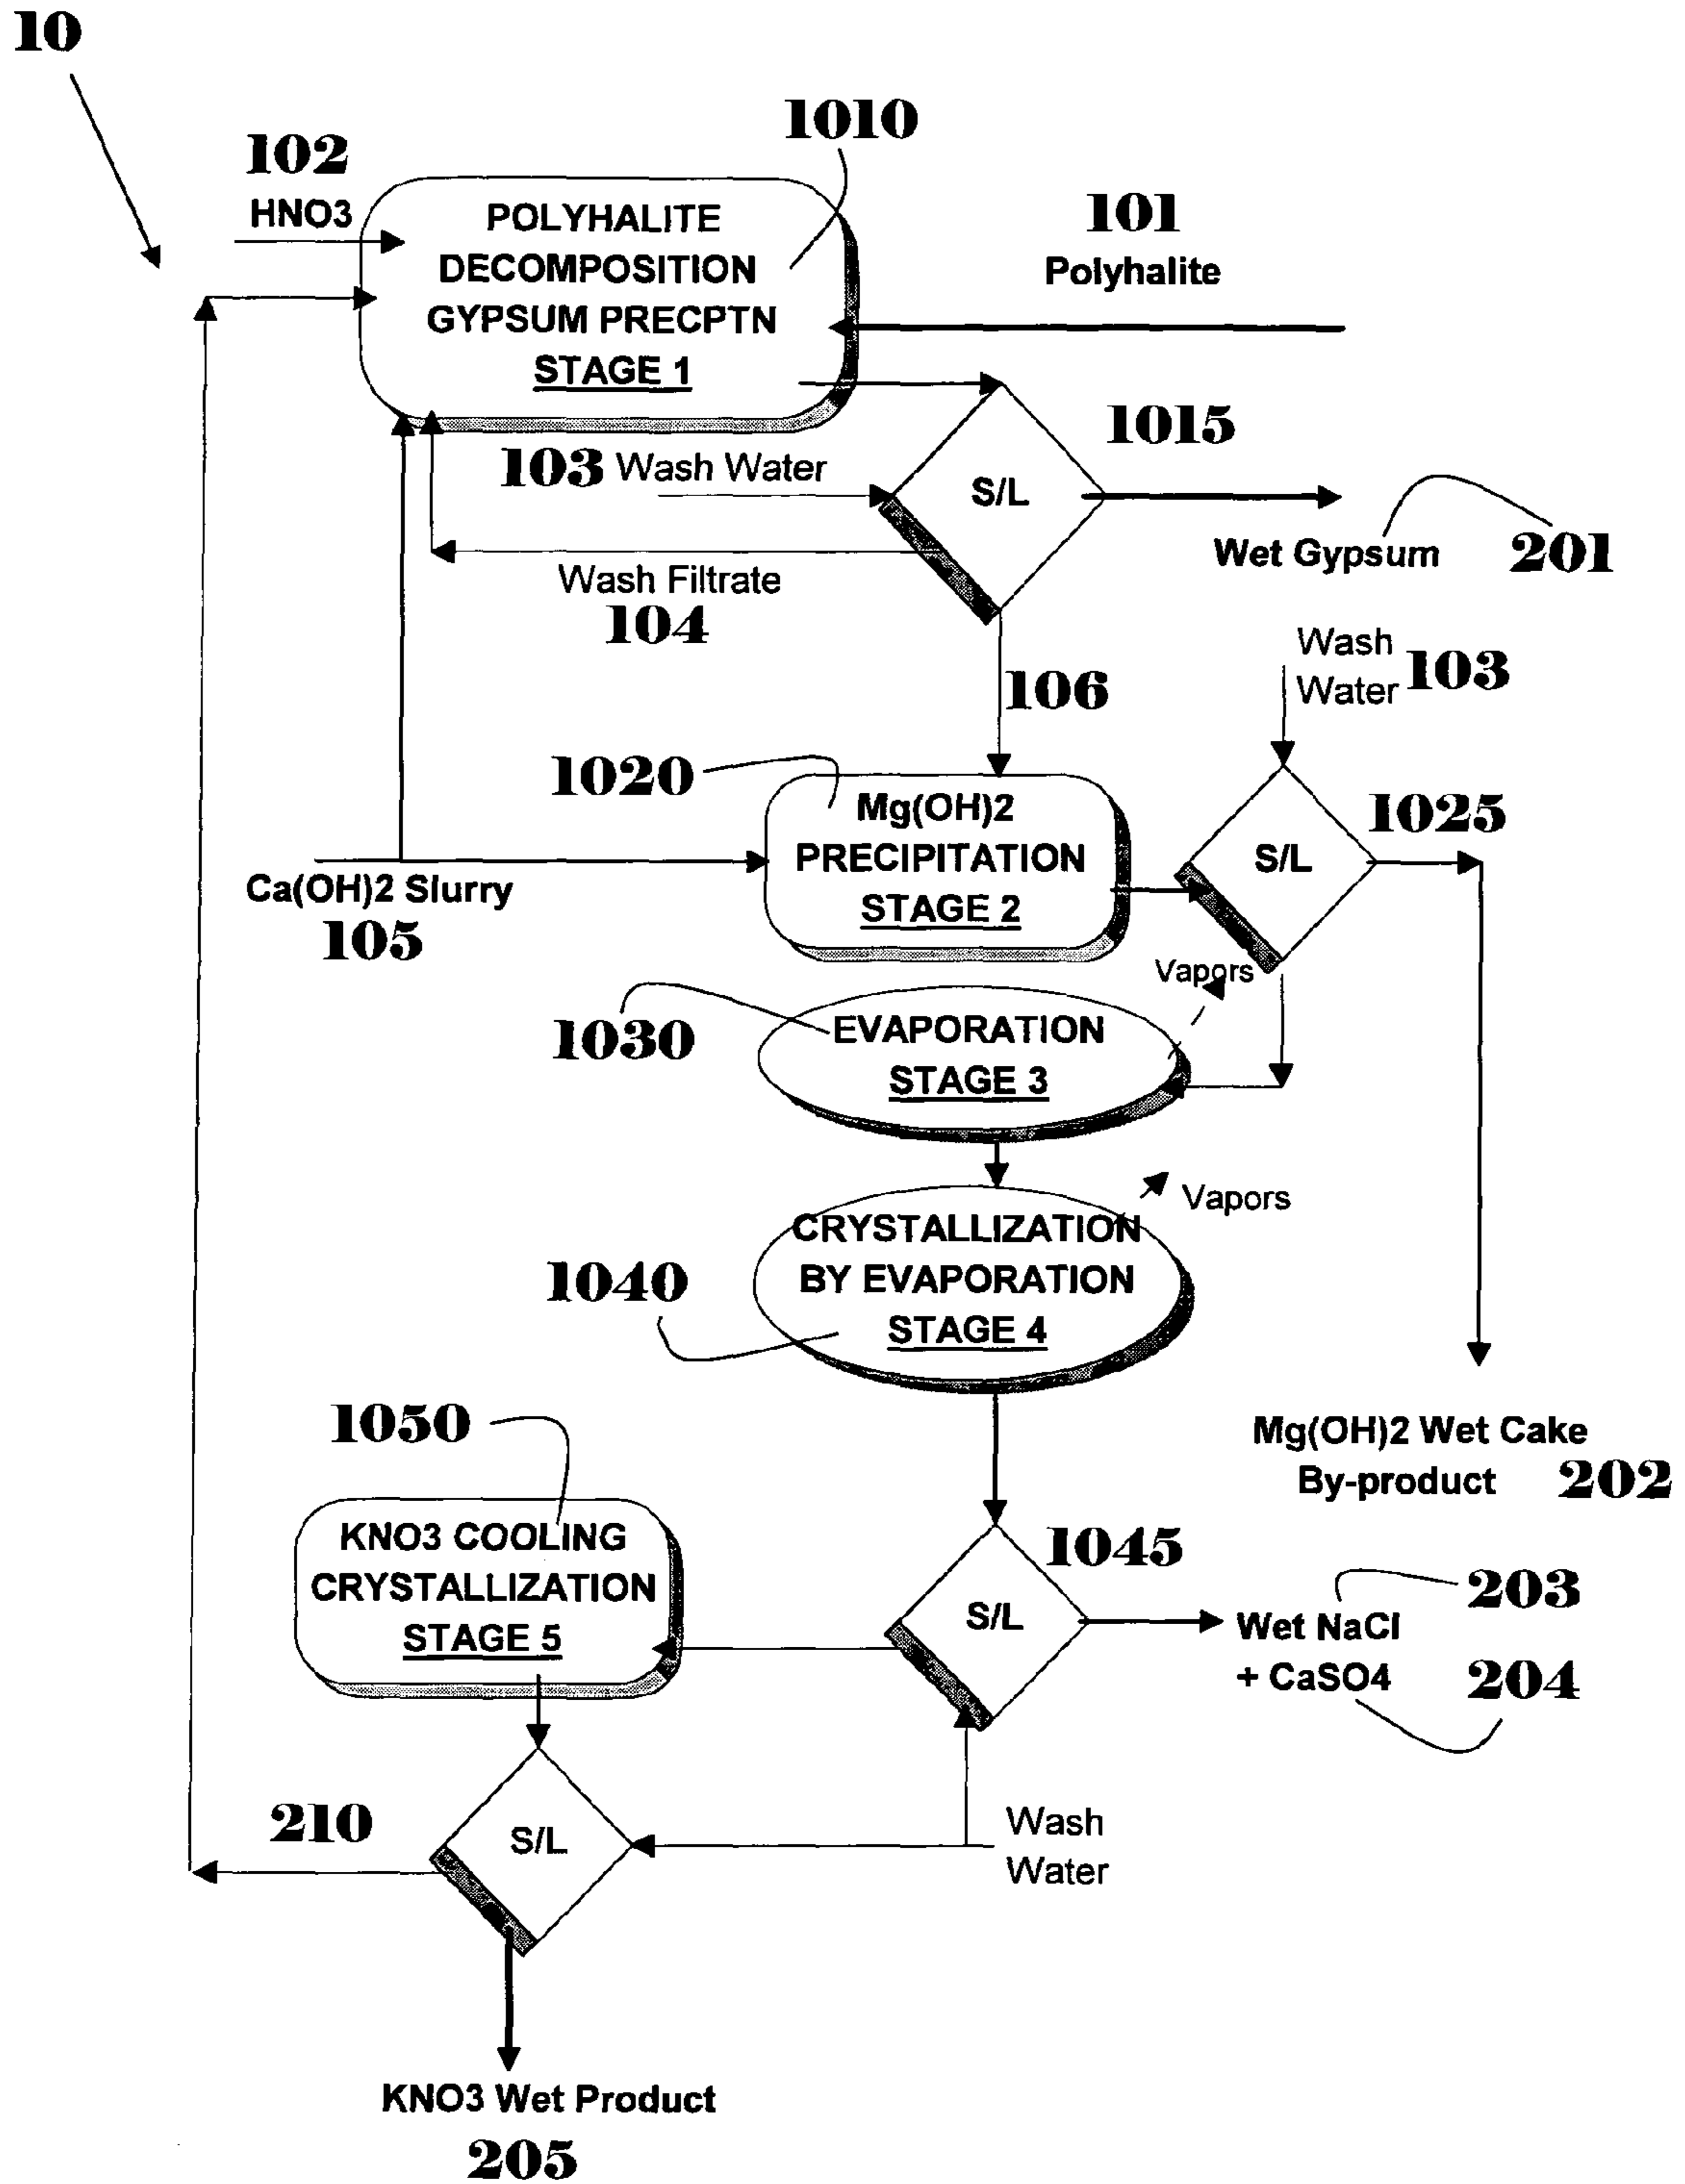 10
1010
102
HNO3
101
Polyhalite
POLYHALITE
DECOMPOSITION
GYPSUM PRECPTN
STAGE 1
1015
103 Wash Water
S/L
Wet Gypsum
201
Wash Filtrate
104
Wash
Water
103
106
1020
Mg(OH)2
PRECIPITATION
STAGE 2
1025
S/L
Ca(OH)2 Slurry
105
Vapors
1030
EVAPORATION
STAGE 3
Vapors
CRYSTALLIZATION
BY EVAPORATION
STAGE 4
1040
1050
Mg(OH)2 Wet Cake
By-product
202
KNO3 COOLING
CRYSTALLIZATION
STAGE 5
1045
S/L
203
Wet NaCl
+ CaSO4
204
210
S/L
Wash
Water
KNO3 Wet Product
205